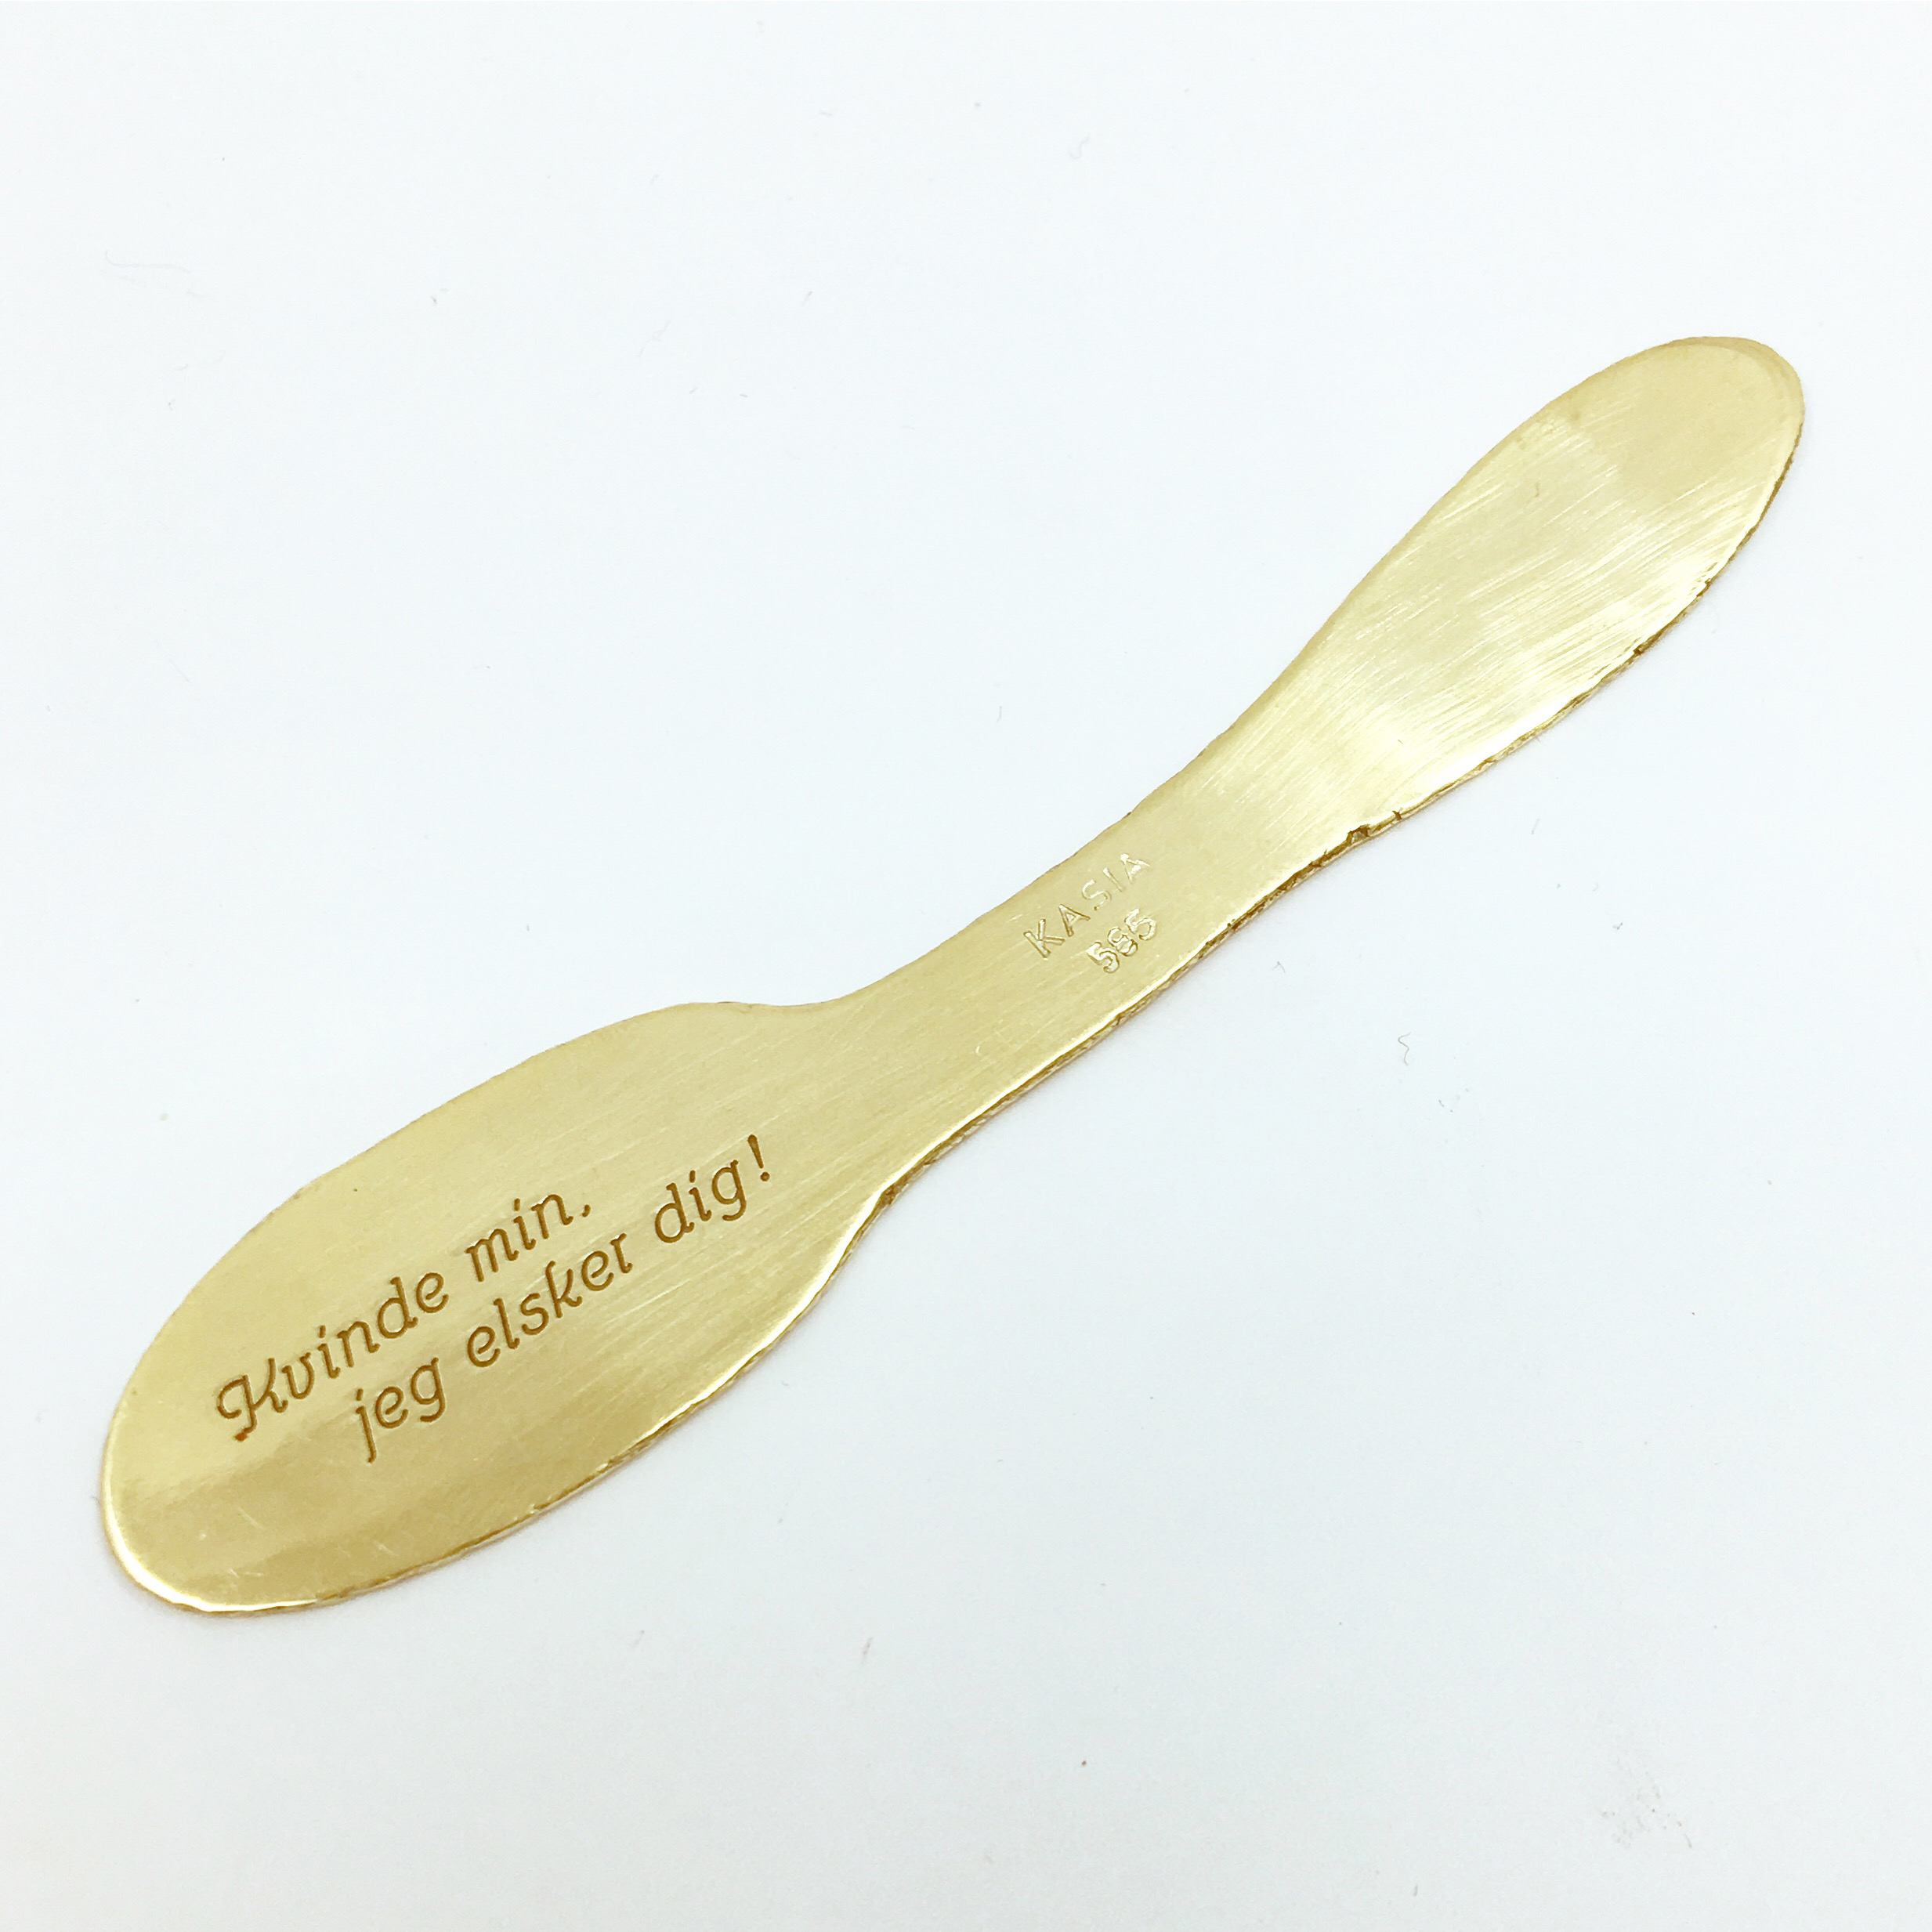 KASIA
585
Kvinde min,
jeg elsker dig!